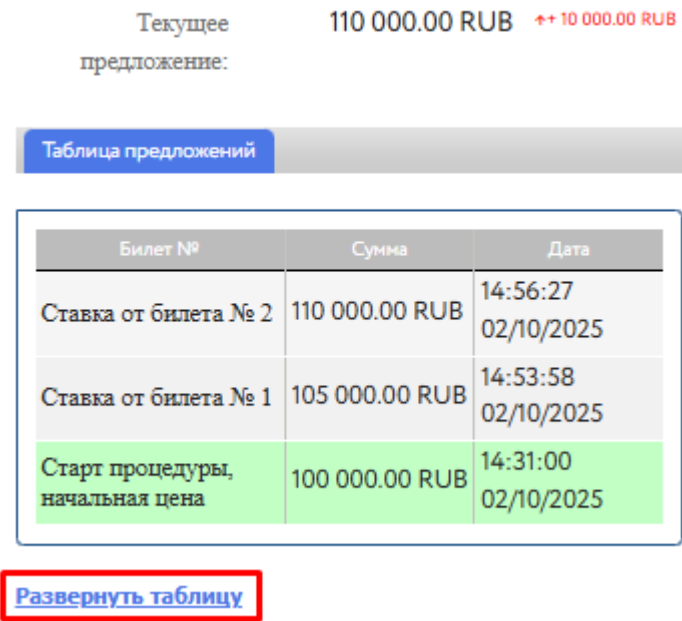 Текущее 110 000.00 RUB ↑+ 10 000.00 RUB
предложение:
Таблица предложений
Билет № Сумма Дата
Ставка от билета № 2 110 000.00 RUB 14:56:27
02/10/2025
Ставка от билета № 1 105 000.00 RUB 14:53:58
02/10/2025
Старт процедуры, 100 000.00 RUB 14:31:00
начальная цена 02/10/2025
Развернуть таблицу